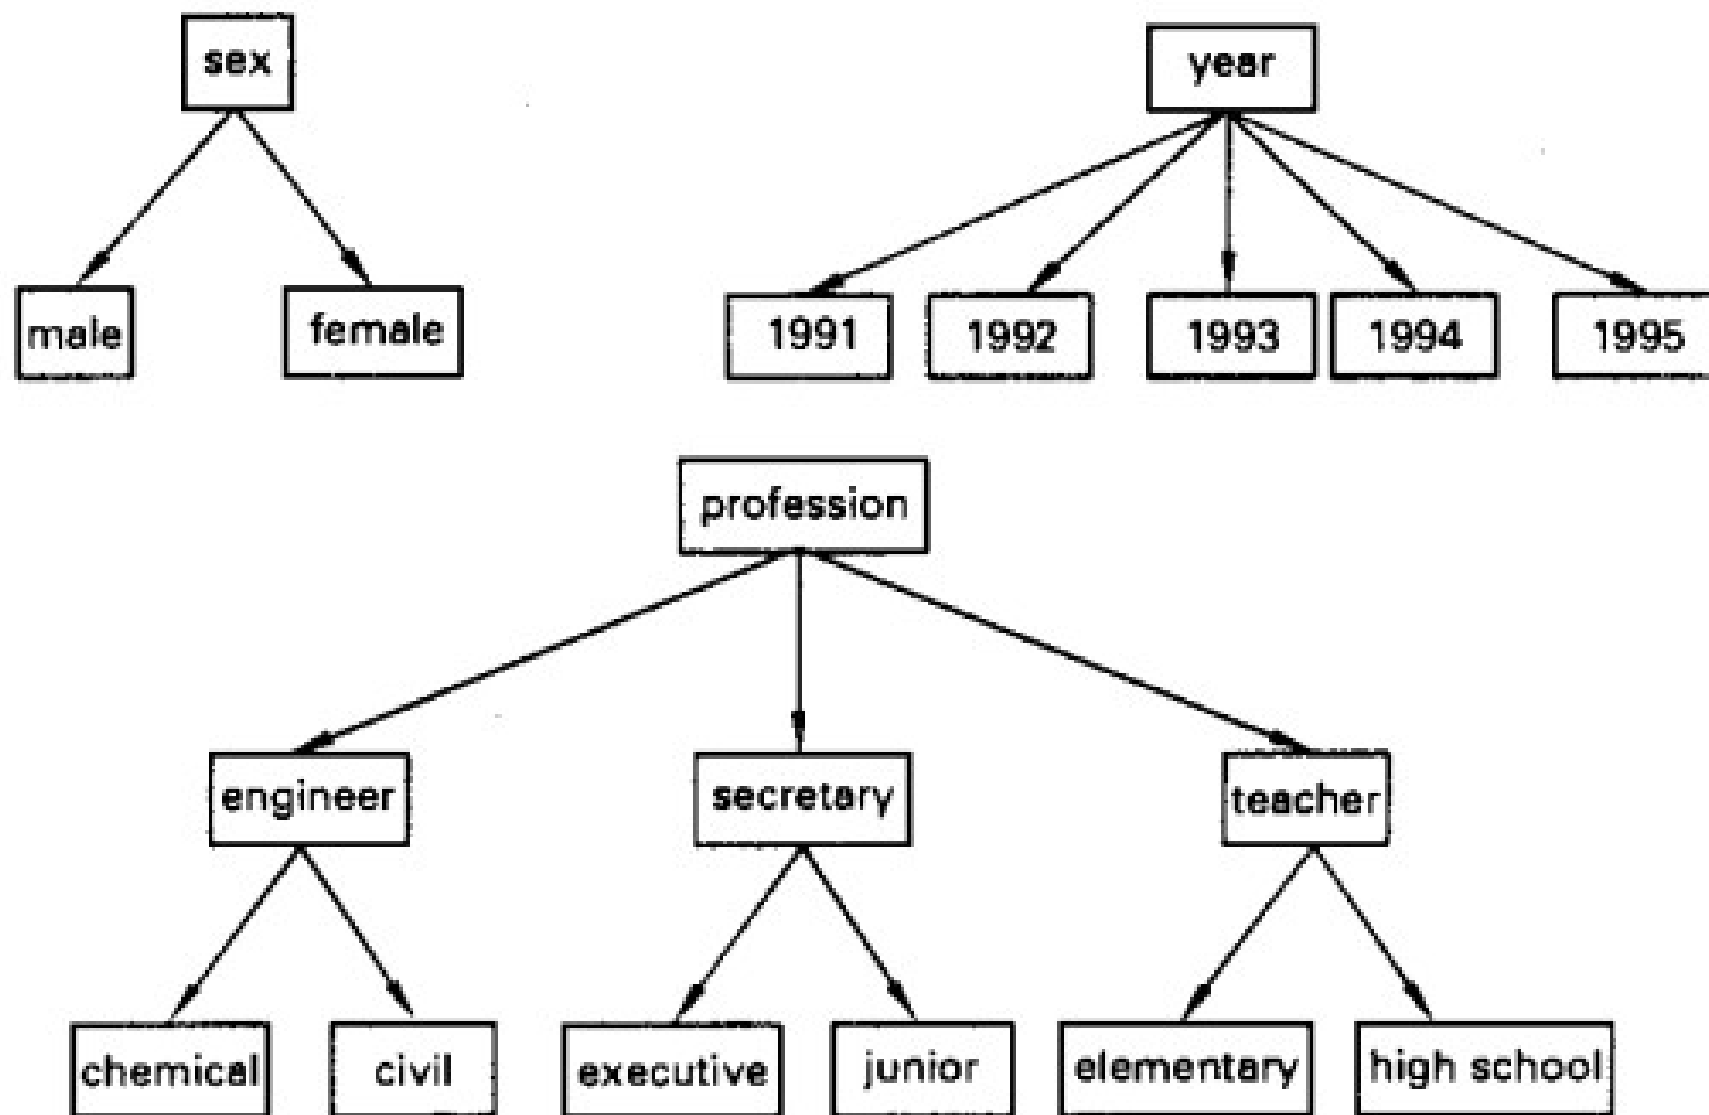 sex
year
male
female
1991
1992
1993
1994
1995
profession
engineer
secretary
teacher
chemical
civil
executive
junior
elementary
high school